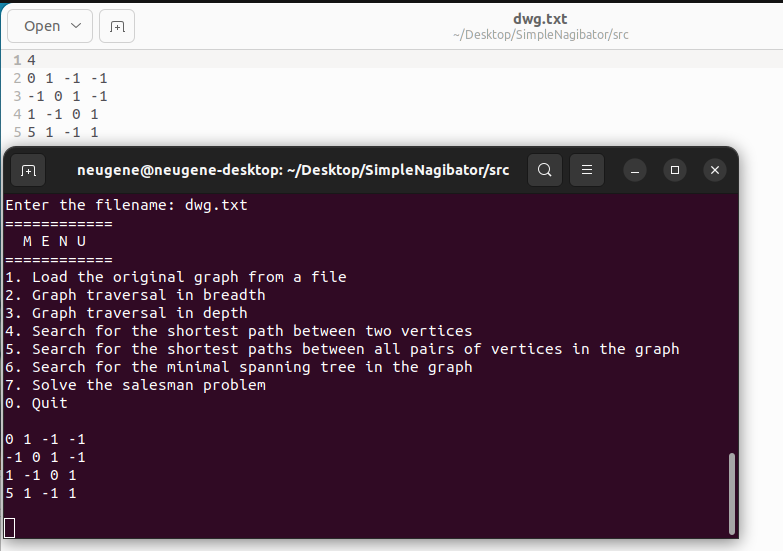 Open
dwg.txt
~/Desktop/SimpleNagibator/src
1 4
2 0 1 -1 -1
3 -1 0 1 -1
4 1 -1 0 1
5 5 1 -1 1
neugene@neugene-desktop: ~/Desktop/SimpleNagibator/src
Enter the filename: dwg.txt
============
M E N U
============
1. Load the original graph from a file
2. Graph traversal in breadth
3. Graph traversal in depth
4. Search for the shortest path between two vertices
5. Search for the shortest paths between all pairs of vertices in the graph
6. Search for the minimal spanning tree in the graph
7. Solve the salesman problem
0. Quit
0 1 -1 -1
-1 0 1 -1
1 -1 0 1
5 1 -1 1